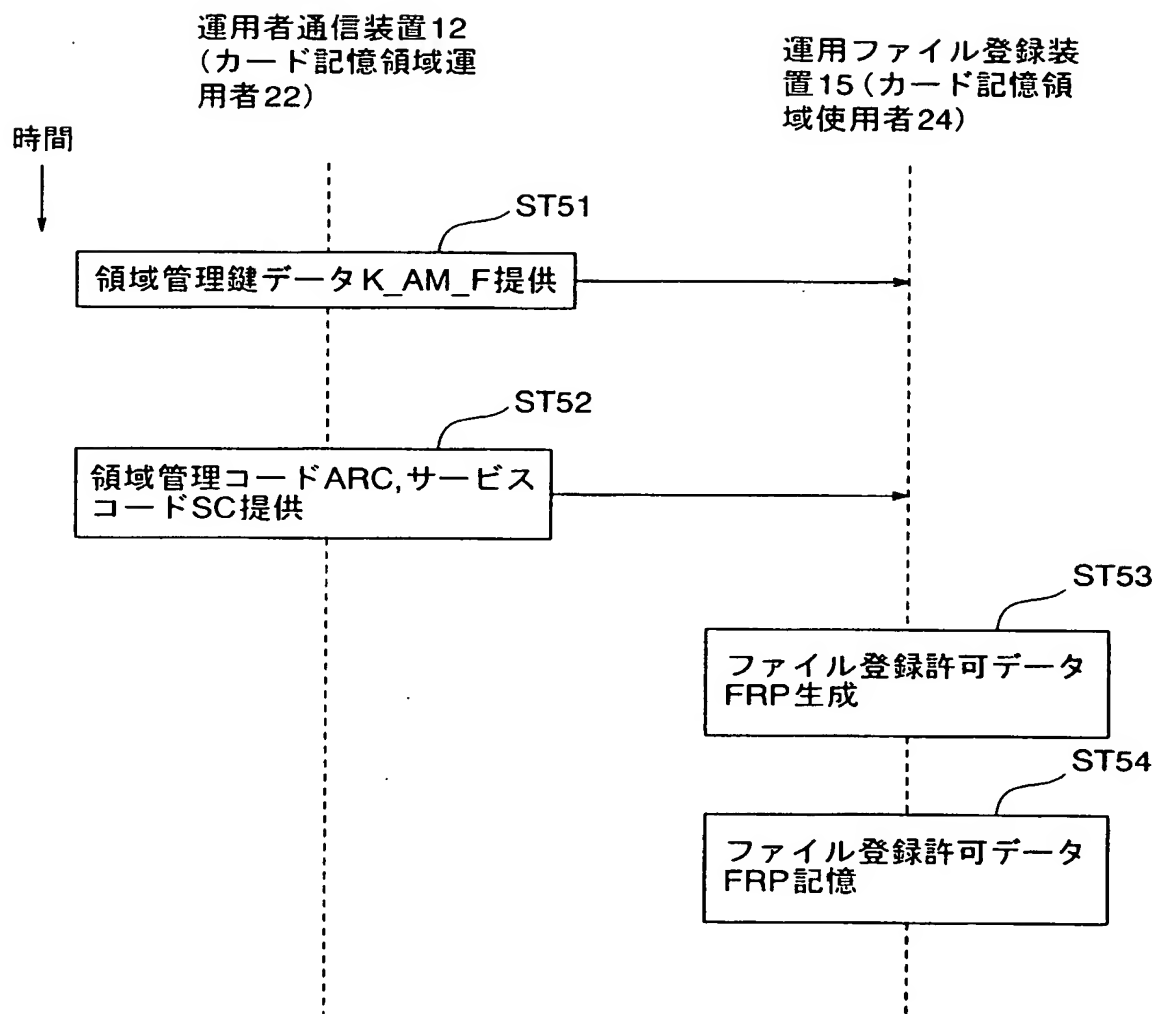 運用者通信装置12
(カード記憶領域運
用者22)
運用ファイル登録装
置15(カード記憶領
域使用者24)
時間
ST51
領域管理鍵データK_AM_F提供
ST52
領域管理コードARC,サービス
コードSC提供
ST53
ファイル登録許可データ
FRP生成
ST54
ファイル登録許可データ
FRP記憶